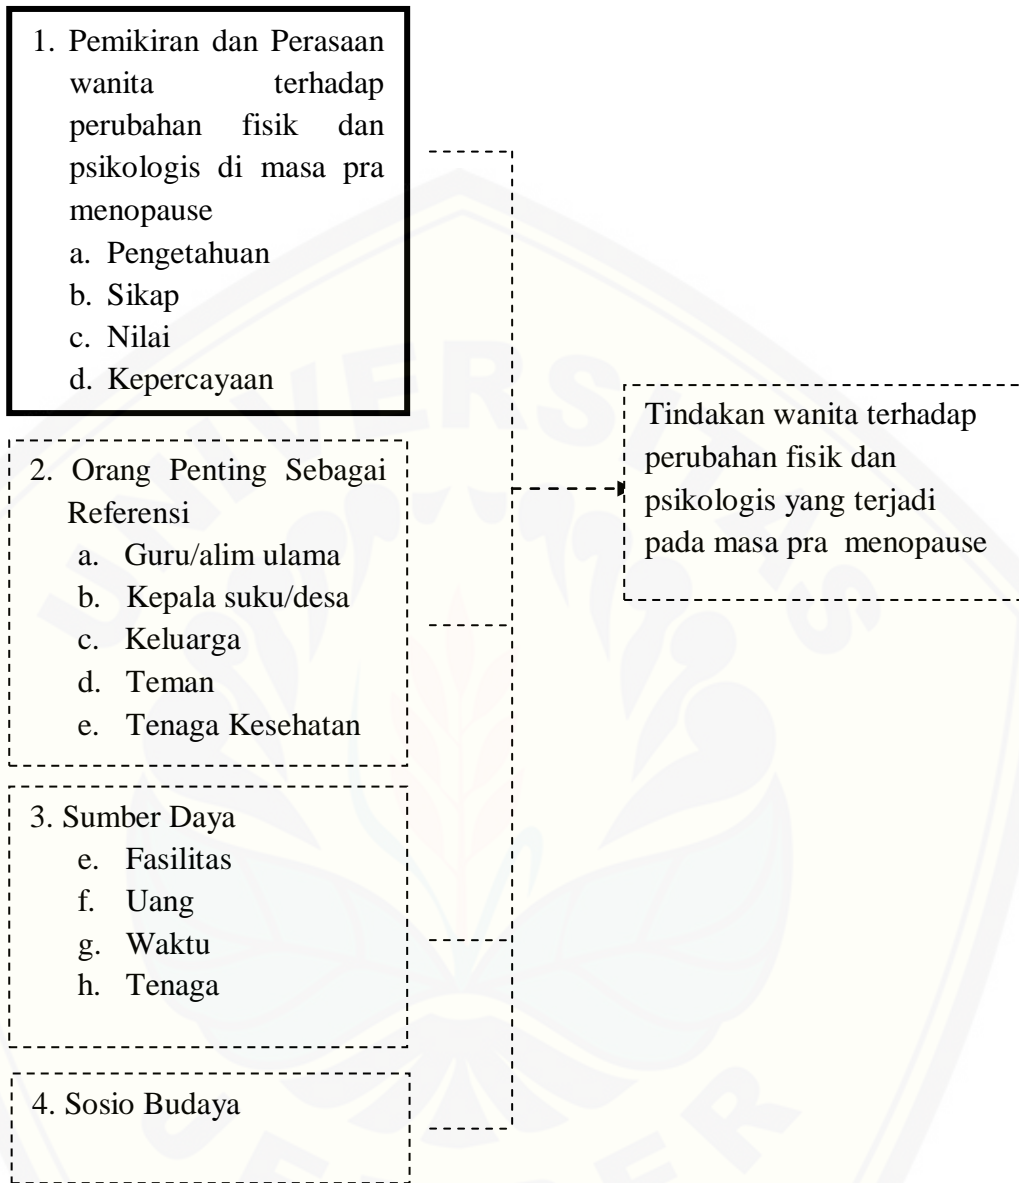 1. Pemikiran dan Perasaan
wanita terhadap
perubahan fisik dan
psikologis di masa pra
menopause
a. Pengetahuan
b. Sikap
c. Nilai
d. Kepercayaan
2. Orang Penting Sebagai
Referensi
a. Guru/alim ulama
b. Kepala suku/desa
c. Keluarga
d. Teman
e. Tenaga Kesehatan
3. Sumber Daya
e. Fasilitas
f. Uang
g. Waktu
h. Tenaga
4. Sosio Budaya
Tindakan wanita terhadap
perubahan fisik dan
psikologis yang terjadi
pada masa pra menopause
UNIVERSITAS